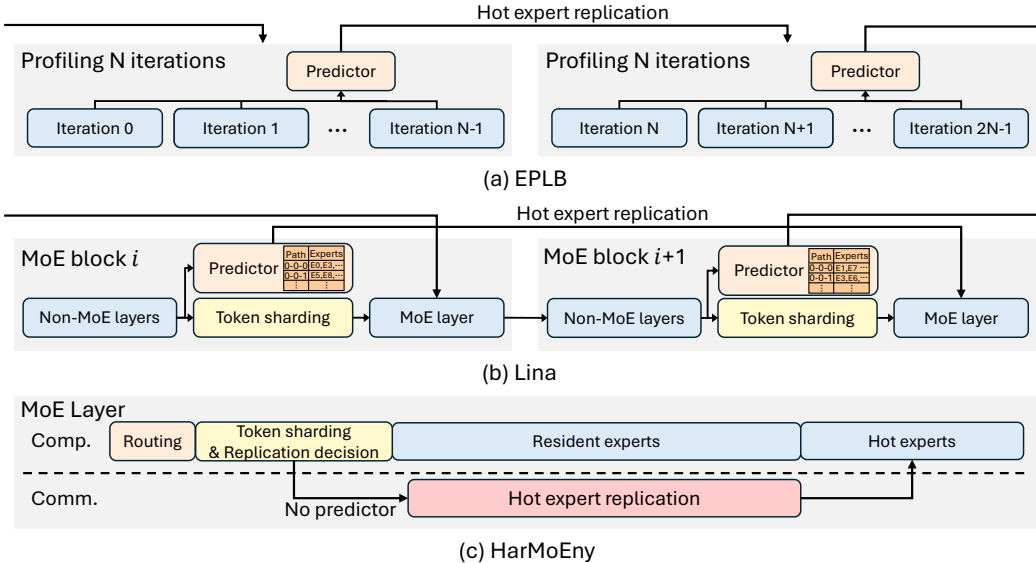 Hot expert replication
Profiling N iterations
Predictor
Iteration 0
Iteration 1
...
Iteration N-1
Profiling N iterations
Predictor
Iteration N
Iteration N+1
...
Iteration 2N-1
(a) EPLB
Hot expert replication
MoE block i
Predictor
Path Experts
0-0-0 E0,E3,...
0-0-1 E5,E8,...
⋮ ⋮
Non-MoE layers
Token sharding
MoE layer
MoE block i+1
Predictor
Path Experts
0-0-0 E1,E7 ...
0-0-1 E3,E6,...
⋮ ⋮
Non-MoE layers
Token sharding
MoE layer
(b) Lina
MoE Layer
Comp.
Routing
Token sharding
& Replication decision
Resident experts
Hot experts
Comm.
No predictor
Hot expert replication
(c) HarMoEny